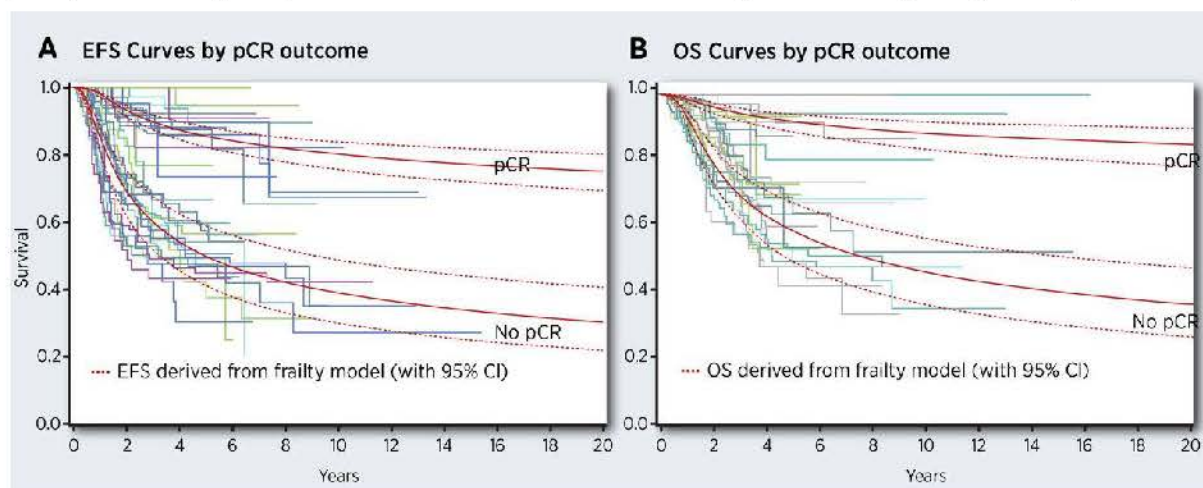 A EFS Curves by pCR outcome
1.0
0.8
0.6
0.4
0.2
0.0
Survival
pCR
No pCR
EFS derived from frailty model (with 95% CI)
0 2 4 6 8 10 12 14 16 18 20
Years
B OS Curves by pCR outcome
1.0
0.8
0.6
0.4
0.2
0.0
pCR
No pCR
OS derived from frailty model (with 95% CI)
0 2 4 6 8 10 12 14 16 18 20
Years